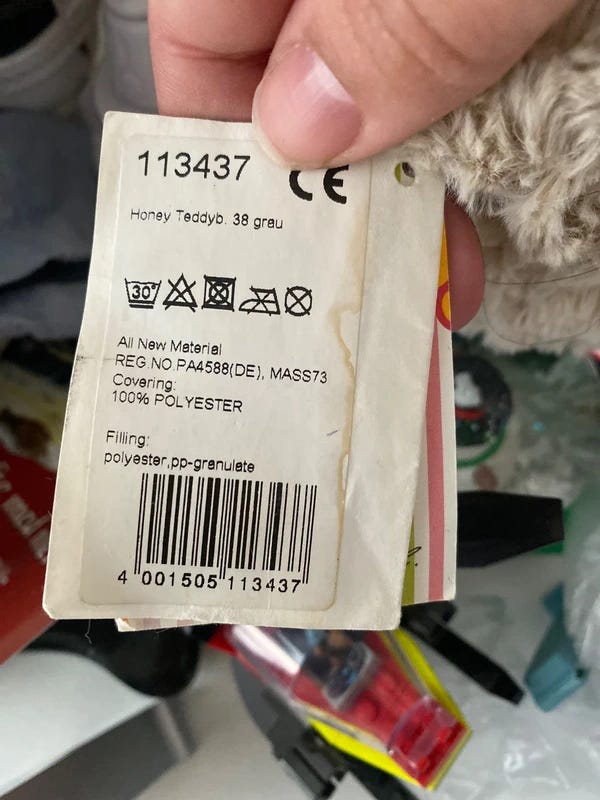 113437
CE
Honey Teddyb. 38 grau
30°
All New Material
REG.NO.PA4588(DE), MASS73
Covering:
100% POLYESTER
Filling:
polyester,pp-granulate
4 001505 113437